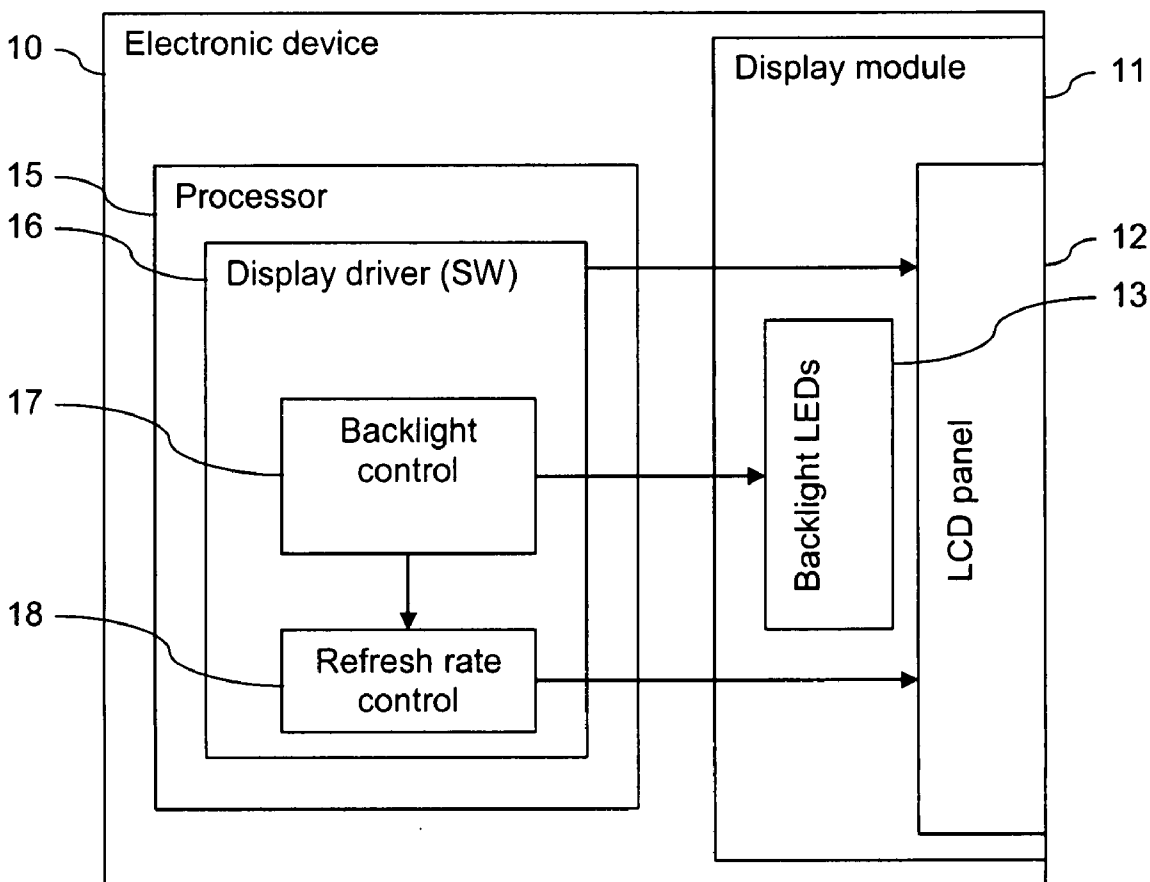 10
Electronic device
Display module
11
15
Processor
16
Display driver (SW)
12
13
17
Backlight
control
Backlight LEDs
LCD panel
18
Refresh rate
control